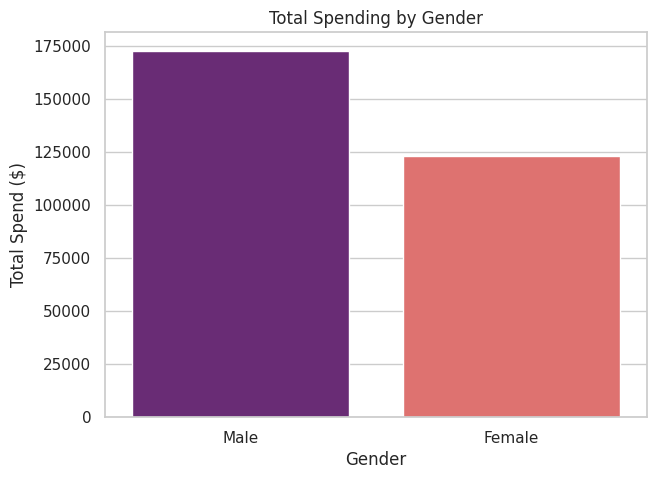 Total Spending by Gender
Total Spend ($)
175000
150000
125000
100000
75000
50000
25000
0
Male
Female
Gender